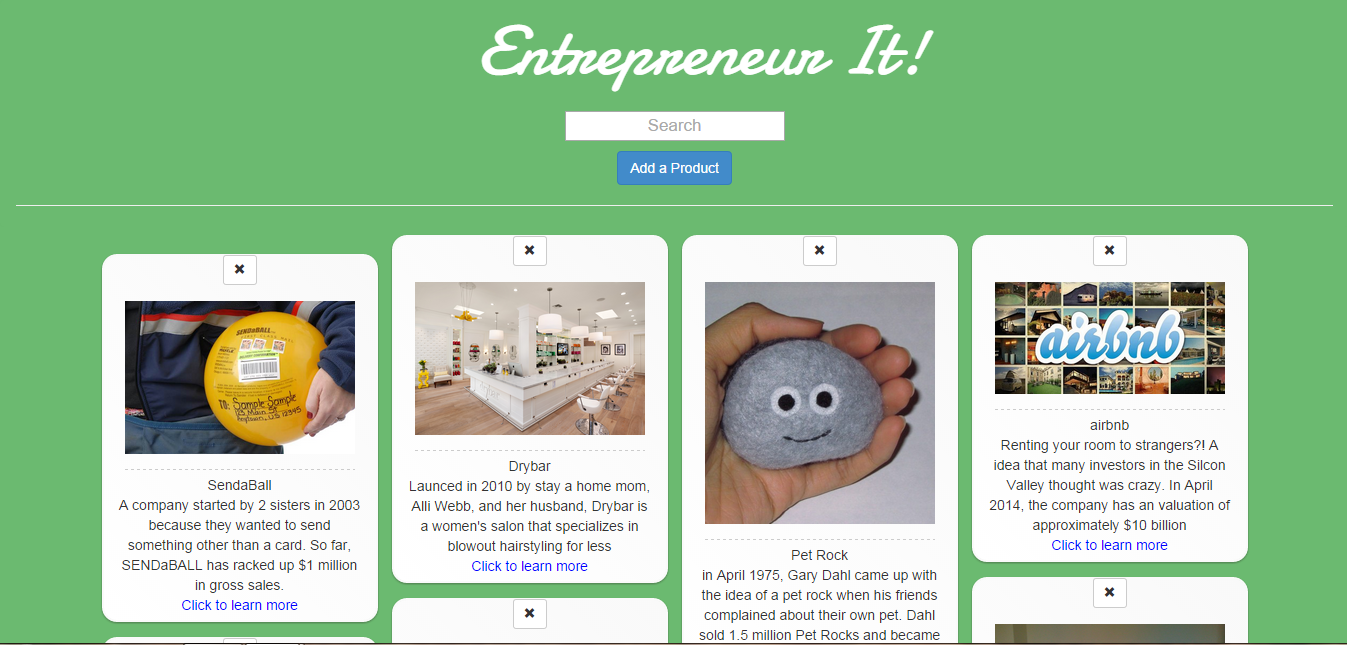 Entrepreneur It!
Search
Add a Product
SENDaBALL
TO: Sample Sample
123 Main St
Anytown, US 12345
SendaBall
A company started by 2 sisters in 2003
because they wanted to send
something other than a card. So far,
SENDaBALL has racked up $1 million
in gross sales.
Click to learn more
Drybar
Launced in 2010 by stay a home mom,
Alli Webb, and her husband, Drybar is
a women's salon that specializes in
blowout hairstyling for less
Click to learn more
Pet Rock
in April 1975, Gary Dahl came up with
the idea of a pet rock when his friends
complained about their own pet. Dahl
sold 1.5 million Pet Rocks and became
airbnb
airbnb
Renting your room to strangers?! A
idea that many investors in the Silcon
Valley thought was crazy. In April
2014, the company has an valuation of
approximately $10 billion
Click to learn more